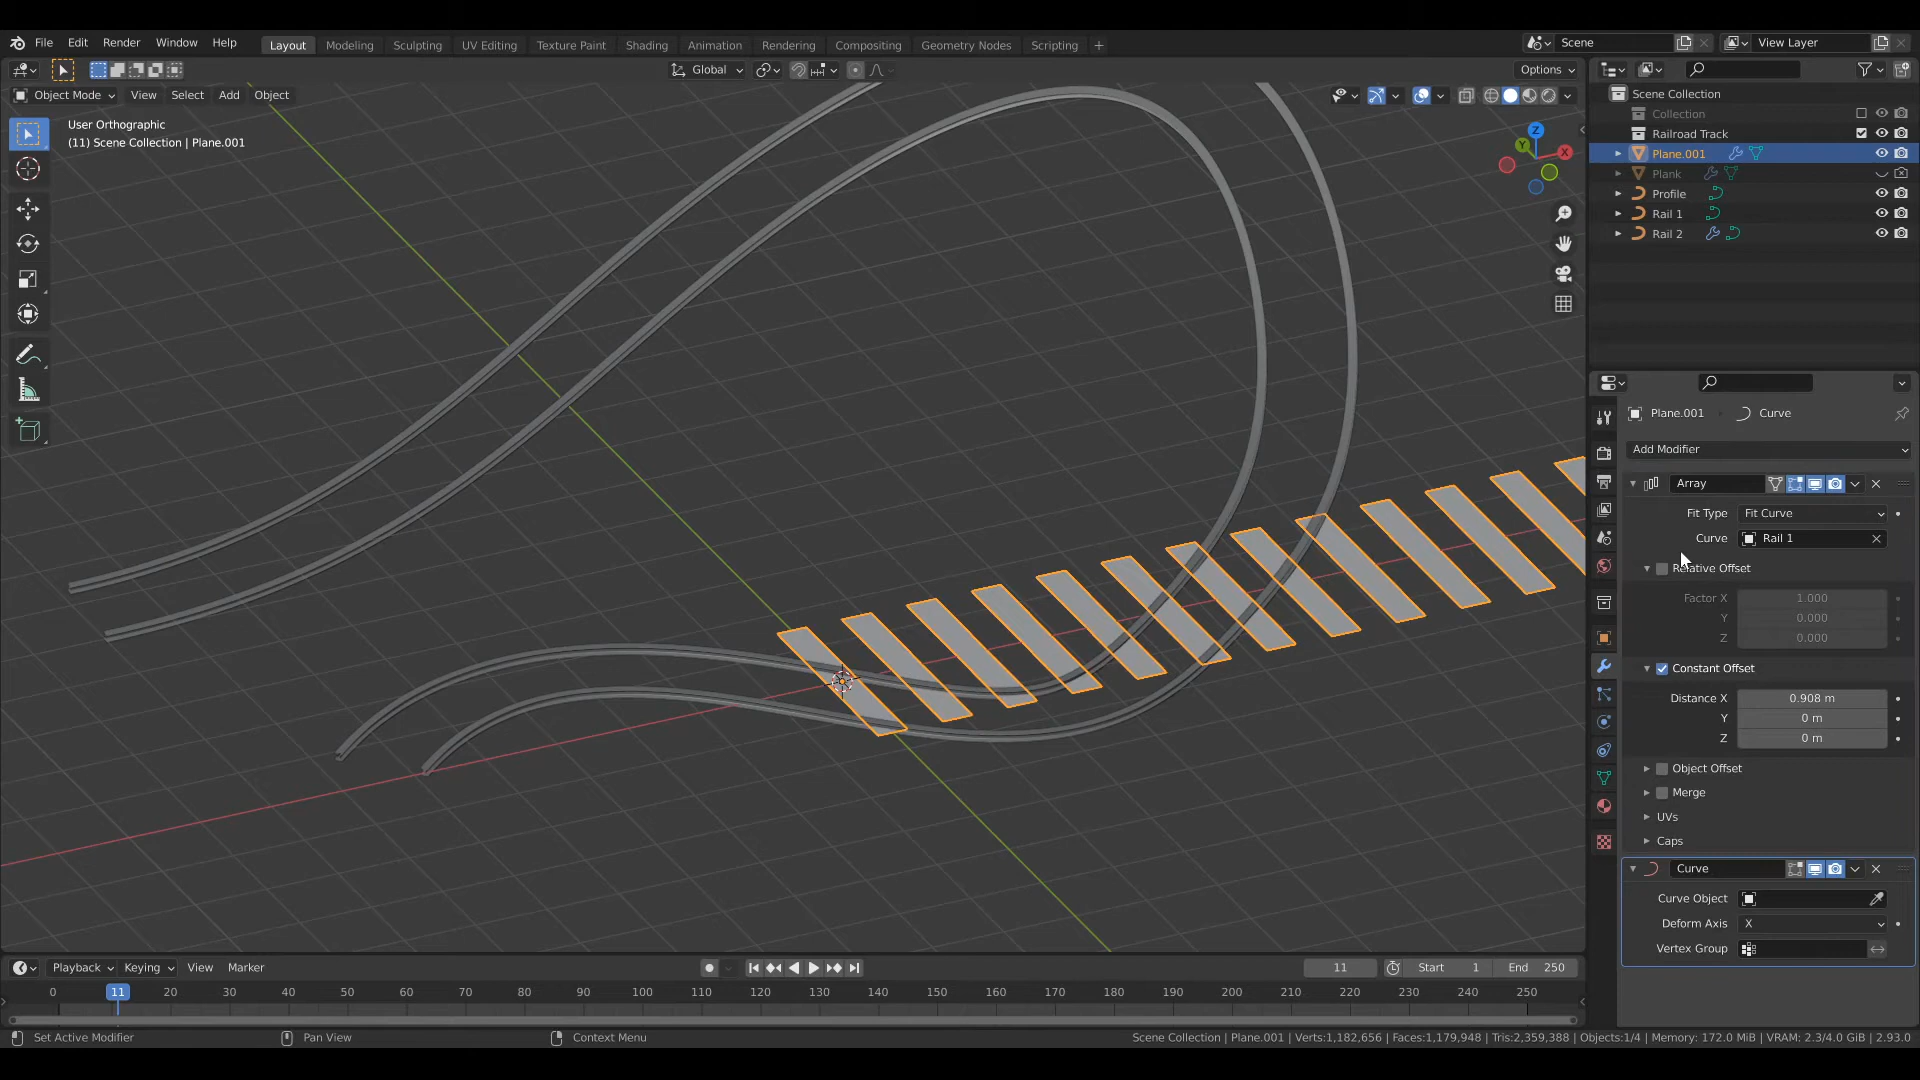 File Edit Render Window Help Layout Modeling Sculpting UV Editing Texture Paint Shading Animation Rendering Compositing Geometry Nodes Scripting + Scene View Layer
Global Options
Object Mode View Select Add Object
User Orthographic
(11) Scene Collection | Plane.001
Z
Y
X
Scene Collection
Collection
Railroad Track
Plane.001
Plank
Profile
Rail 1
Rail 2
Plane.001 Curve
Add Modifier
Array
Fit Type Fit Curve
Curve Rail 1
Relative Offset
Factor X 1.000
Y 0.000
Z 0.000
Constant Offset
Distance X 0.908 m
Y 0 m
Z 0 m
Object Offset
Merge
UVs
Caps
Curve
Curve Object
Deform Axis X
Vertex Group
Playback Keying View Marker 11 Start 1 End 250
0 11 20 30 40 50 60 70 80 90 100 110 120 130 140 150 160 170 180 190 200 210 220 230 240 250
Set Active Modifier Pan View Context Menu Scene Collection | Plane.001 | Verts:1,182,656 | Faces:1,179,948 | Tris:2,359,388 | Objects:1/4 | Memory: 172.0 MiB | VRAM: 2.3/4.0 GiB | 2.93.0